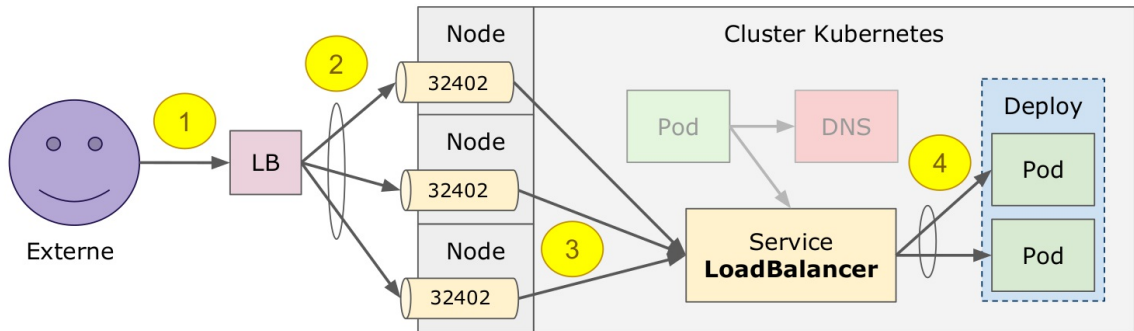 Externe
1
LB
2
Node
32402
Node
32402
Node
32402
3
Cluster Kubernetes
Pod
DNS
Service
LoadBalancer
4
Deploy
Pod
Pod